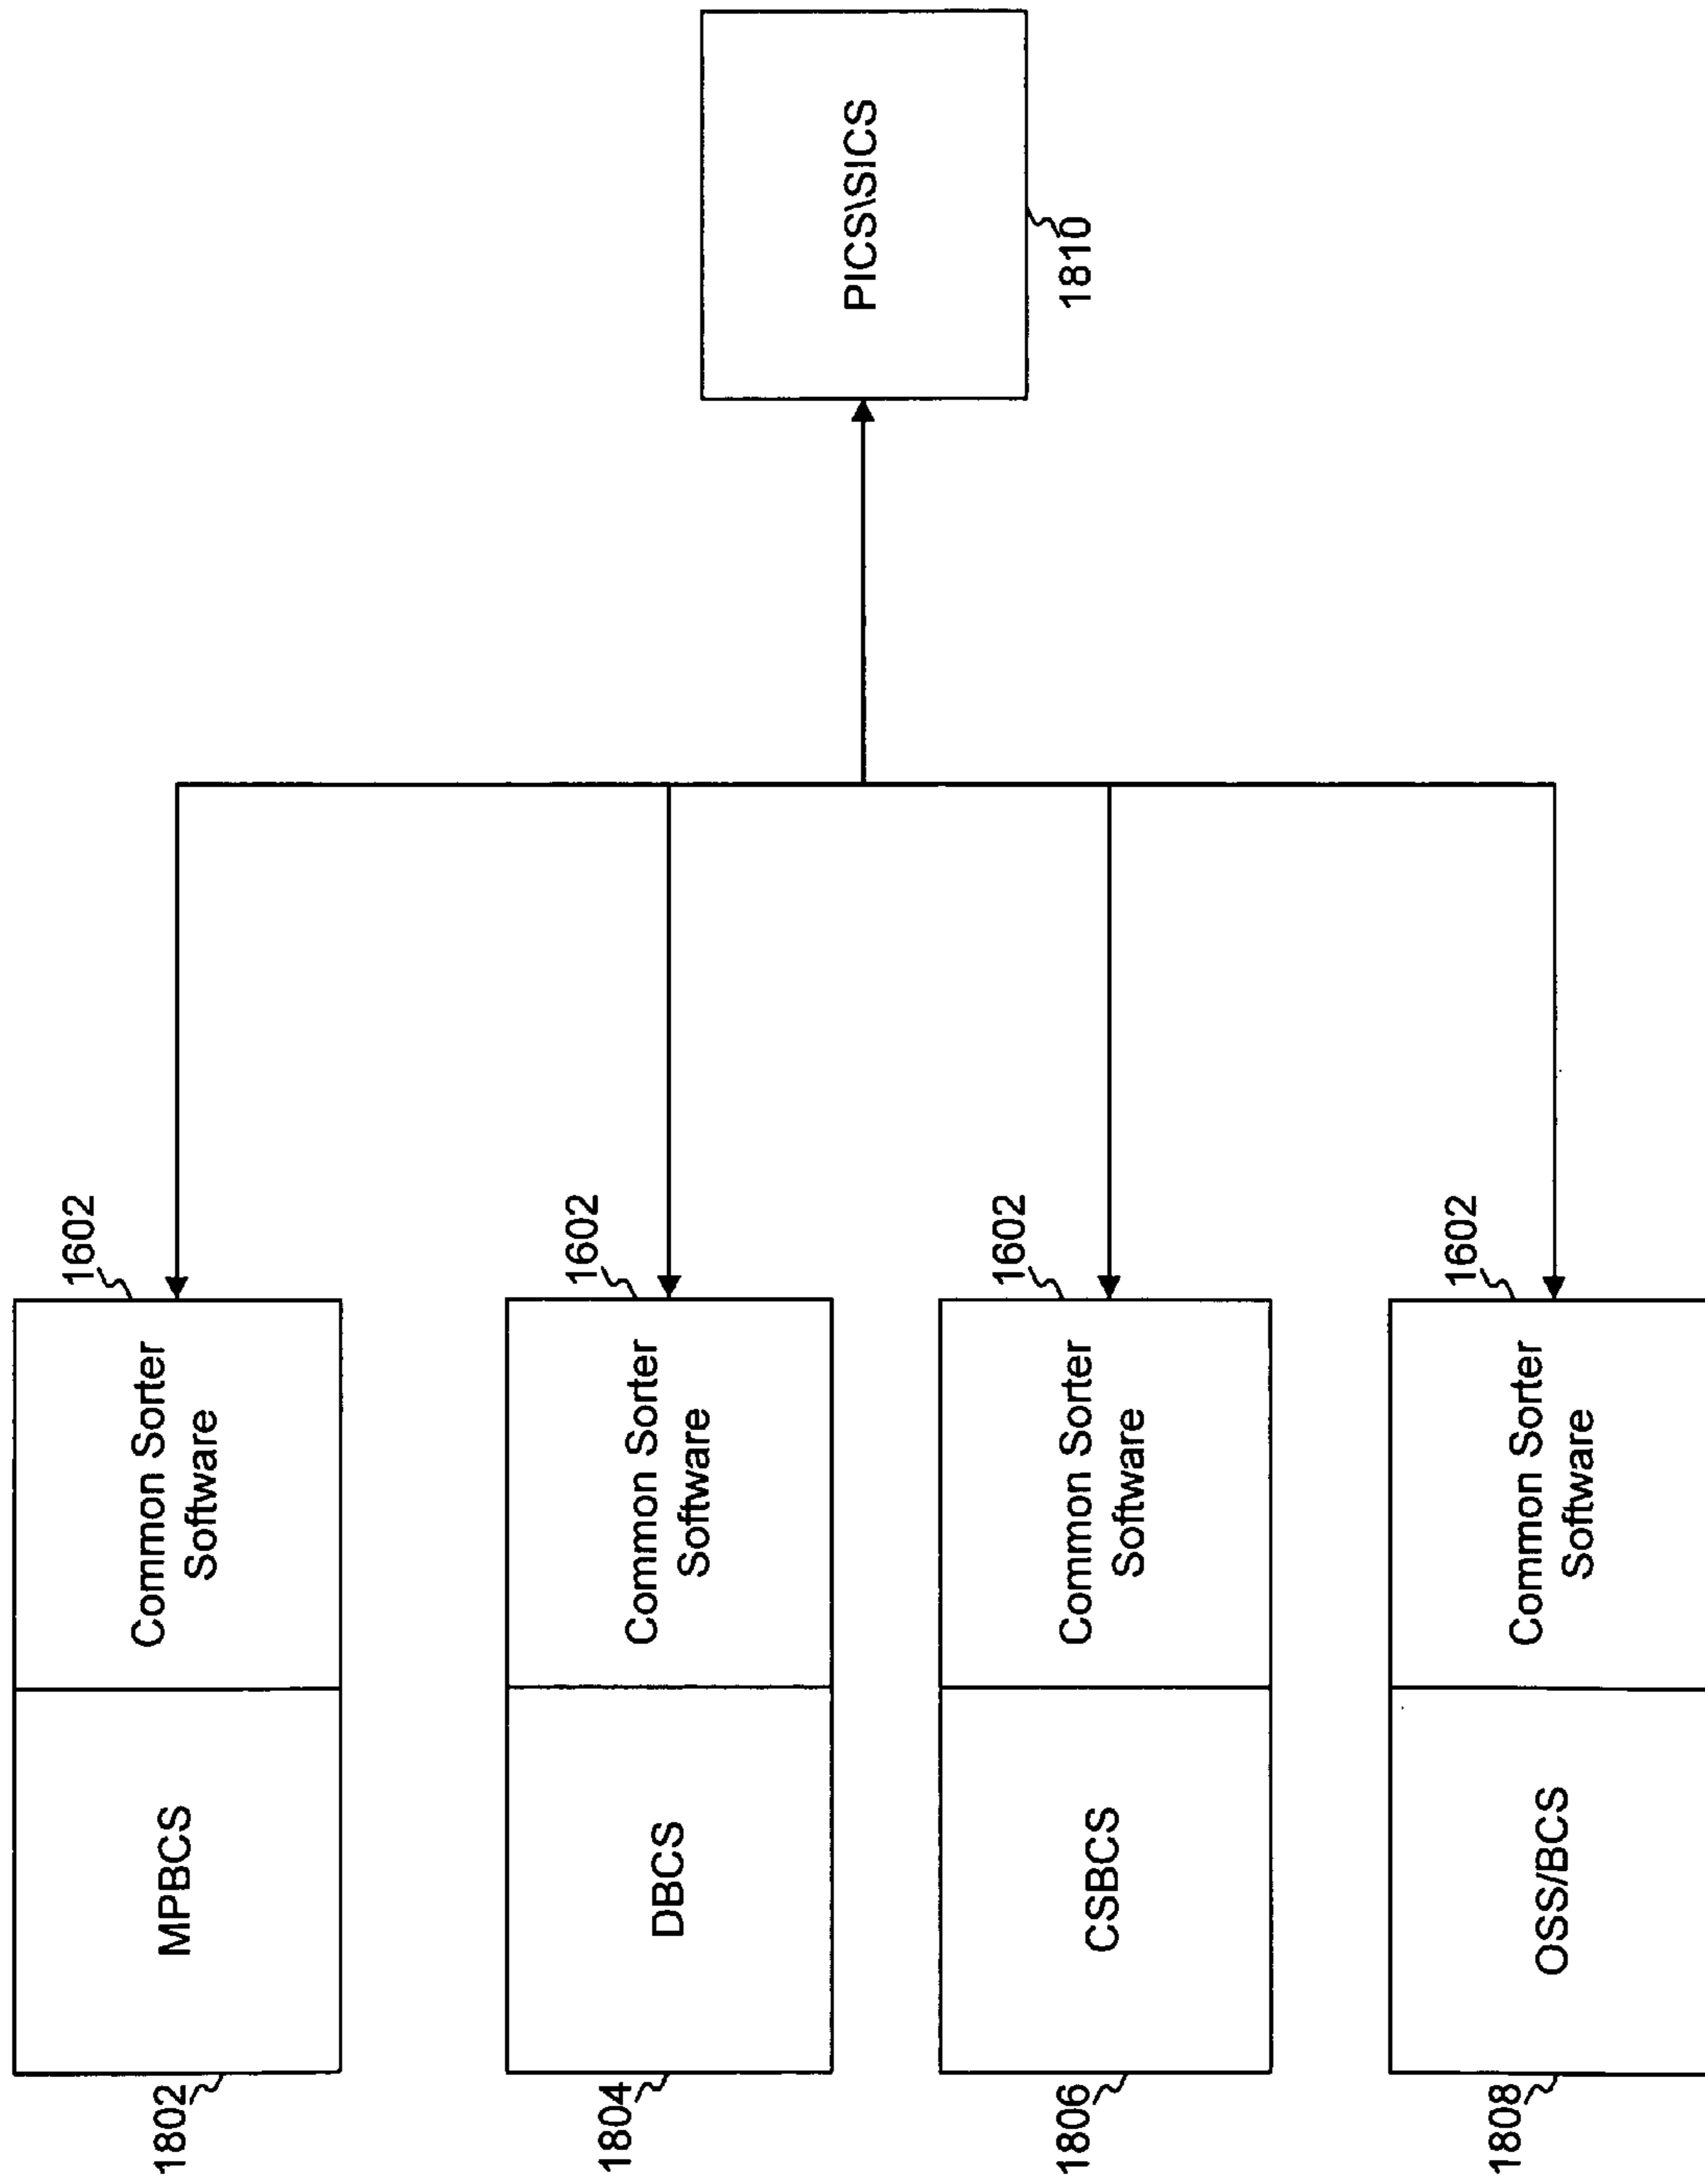 1802
MPBCS
Common Sorter
Software
1602
1804
DBCS
Common Sorter
Software
1602
1806
CSBCS
Common Sorter
Software
1602
1808
OSS/BCS
Common Sorter
Software
1602
PICS\SICS
1810